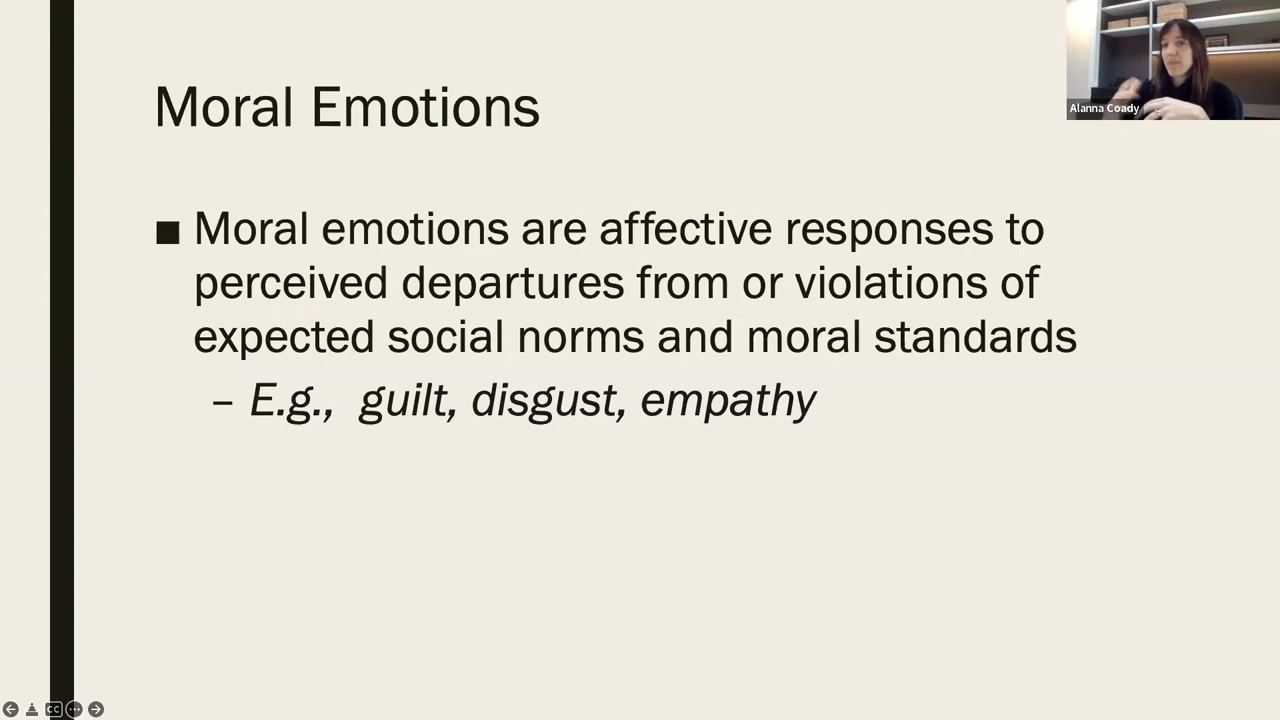 Moral Emotions
■ Moral emotions are affective responses to
perceived departures from or violations of
expected social norms and moral standards
– E.g.,  guilt, disgust, empathy
Alanna Coady
CC